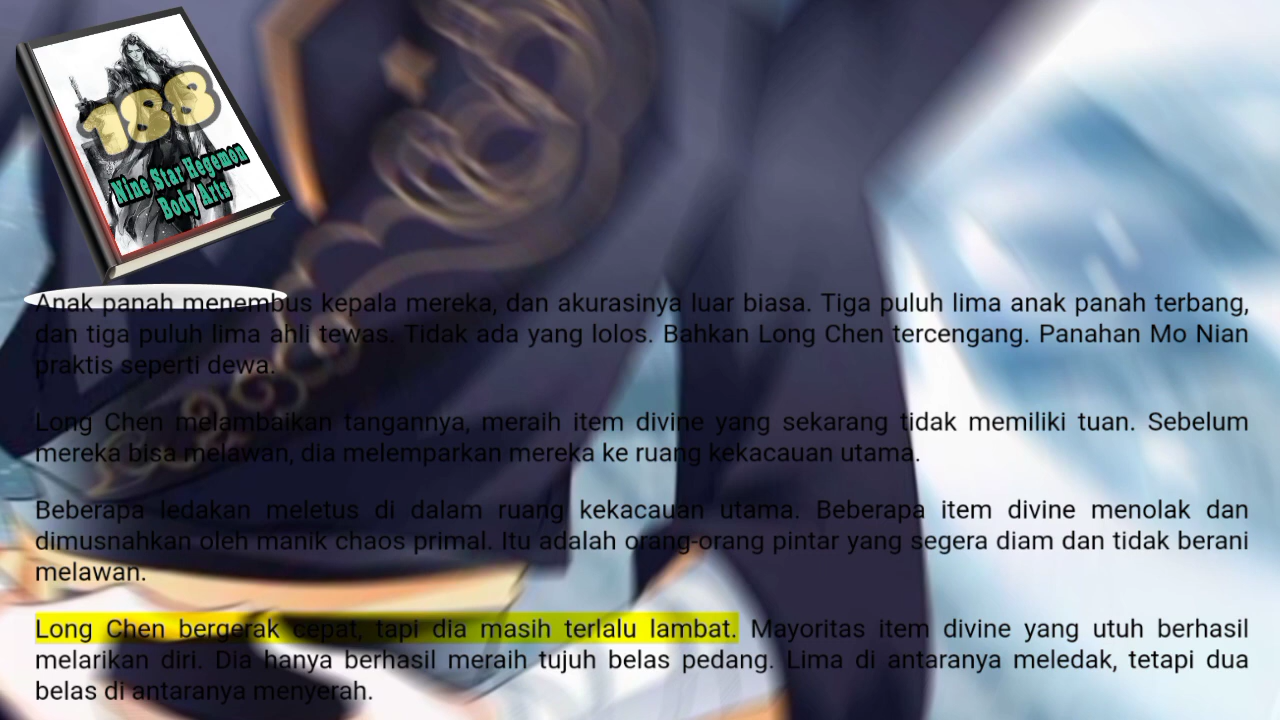 188
Nine Star Hegemon
Body Arts
Anak panah menembus kepala mereka, dan akurasinya luar biasa. Tiga puluh lima anak panah terbang,
dan tiga puluh lima ahli tewas. Tidak ada yang lolos. Bahkan Long Chen tercengang. Panahan Mo Nian
praktis seperti dewa.
Long Chen melambaikan tangannya, meraih item divine yang sekarang tidak memiliki tuan. Sebelum
mereka bisa melawan, dia melemparkan mereka ke ruang kekacauan utama.
Beberapa ledakan meletus di dalam ruang kekacauan utama. Beberapa item divine menolak dan
dimusnahkan oleh manik chaos primal. Itu adalah orang-orang pintar yang segera diam dan tidak berani
melawan.
Long Chen bergerak cepat, tapi dia masih terlalu lambat. Mayoritas item divine yang utuh berhasil
melarikan diri. Dia hanya berhasil meraih tujuh belas pedang. Lima di antaranya meledak, tetapi dua
belas di antaranya menyerah.